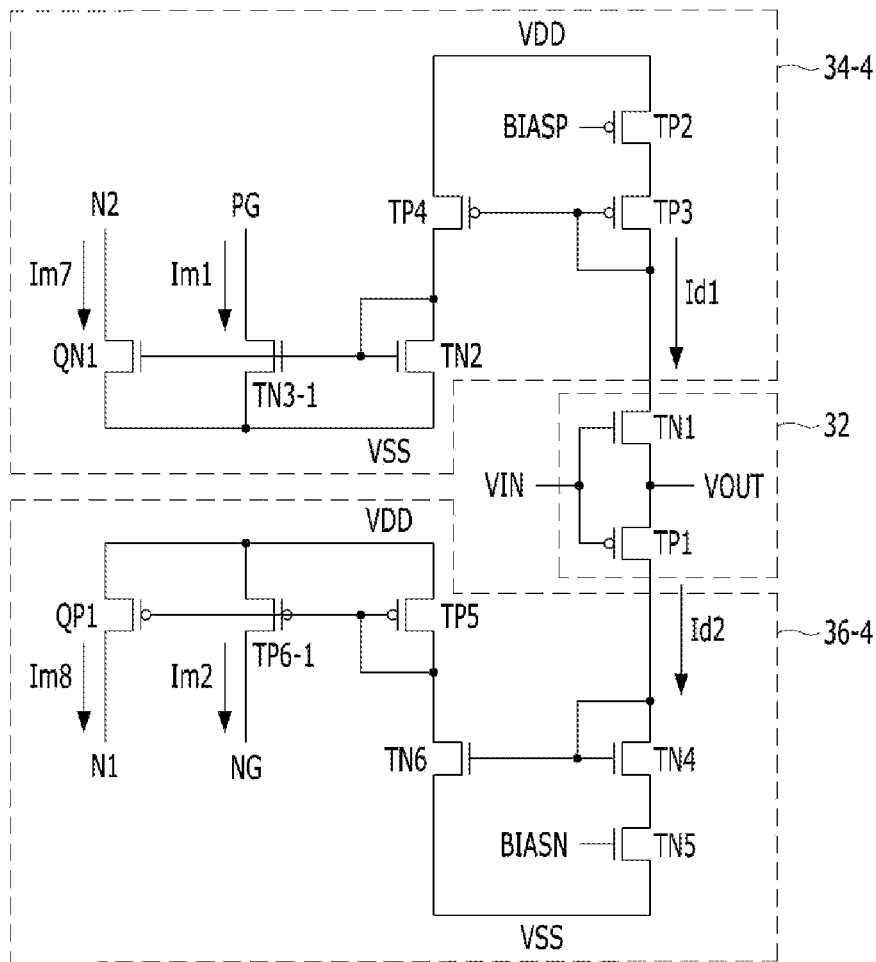 VDD
34-4
BIASP
TP2
N2
PG
TP4
TP3
Im7
Im1
Id1
QN1
TN2
TN3-1
VSS
TN1
32
VIN
VOUT
VDD
TP1
QP1
TP5
Id2
36-4
TP6-1
Im8
Im2
N1
NG
TN6
TN4
BIASN
TN5
VSS